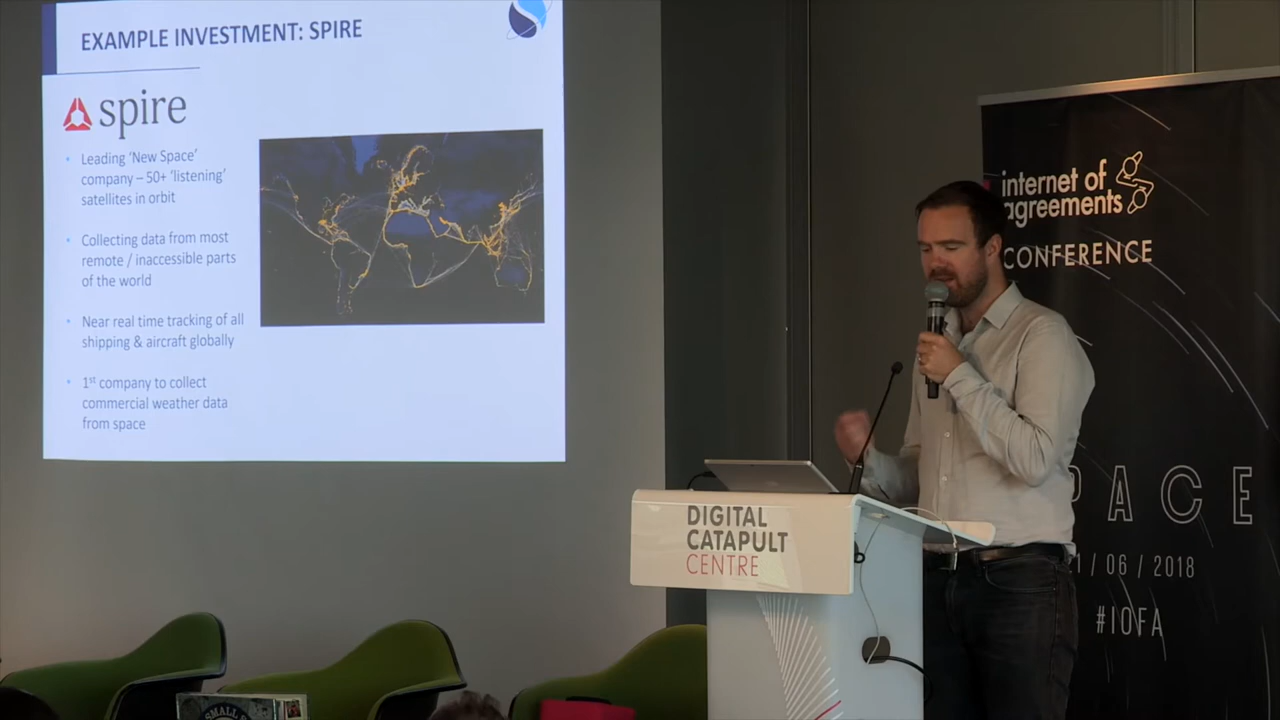 EXAMPLE INVESTMENT: SPIRE
spire
Leading 'New Space'
company – 50+ 'listening'
satellites in orbit
Collecting data from most
remote / inaccessible parts
of the world
Near real time tracking of all
shipping & aircraft globally
1st company to collect
commercial weather data
from space
internet of
agreements
CONFERENCE
PACE
1 / 06 / 2018
#IOFA
DIGITAL
CATAPULT
CENTRE
SMALL